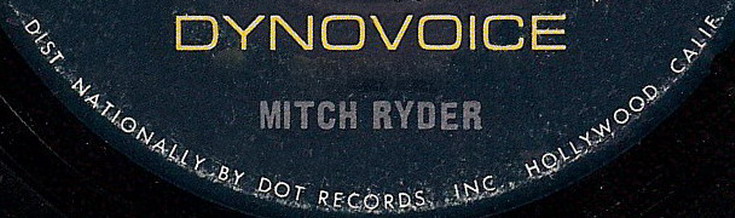 DYNOVOICE
MITCH RYDER
DIST. NATIONALLY BY DOT RECORDS, INC. HOLLYWOOD, CALIF.